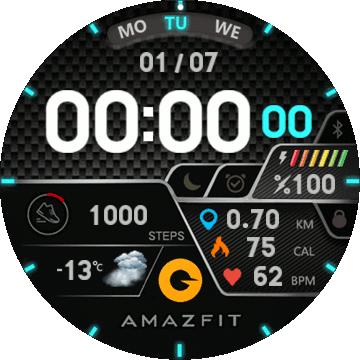 MO TU WE
01 / 07
00:00 00
%100
1000
STEPS
0.70 KM
75 CAL
-13°C
62 BPM
AMAZFIT